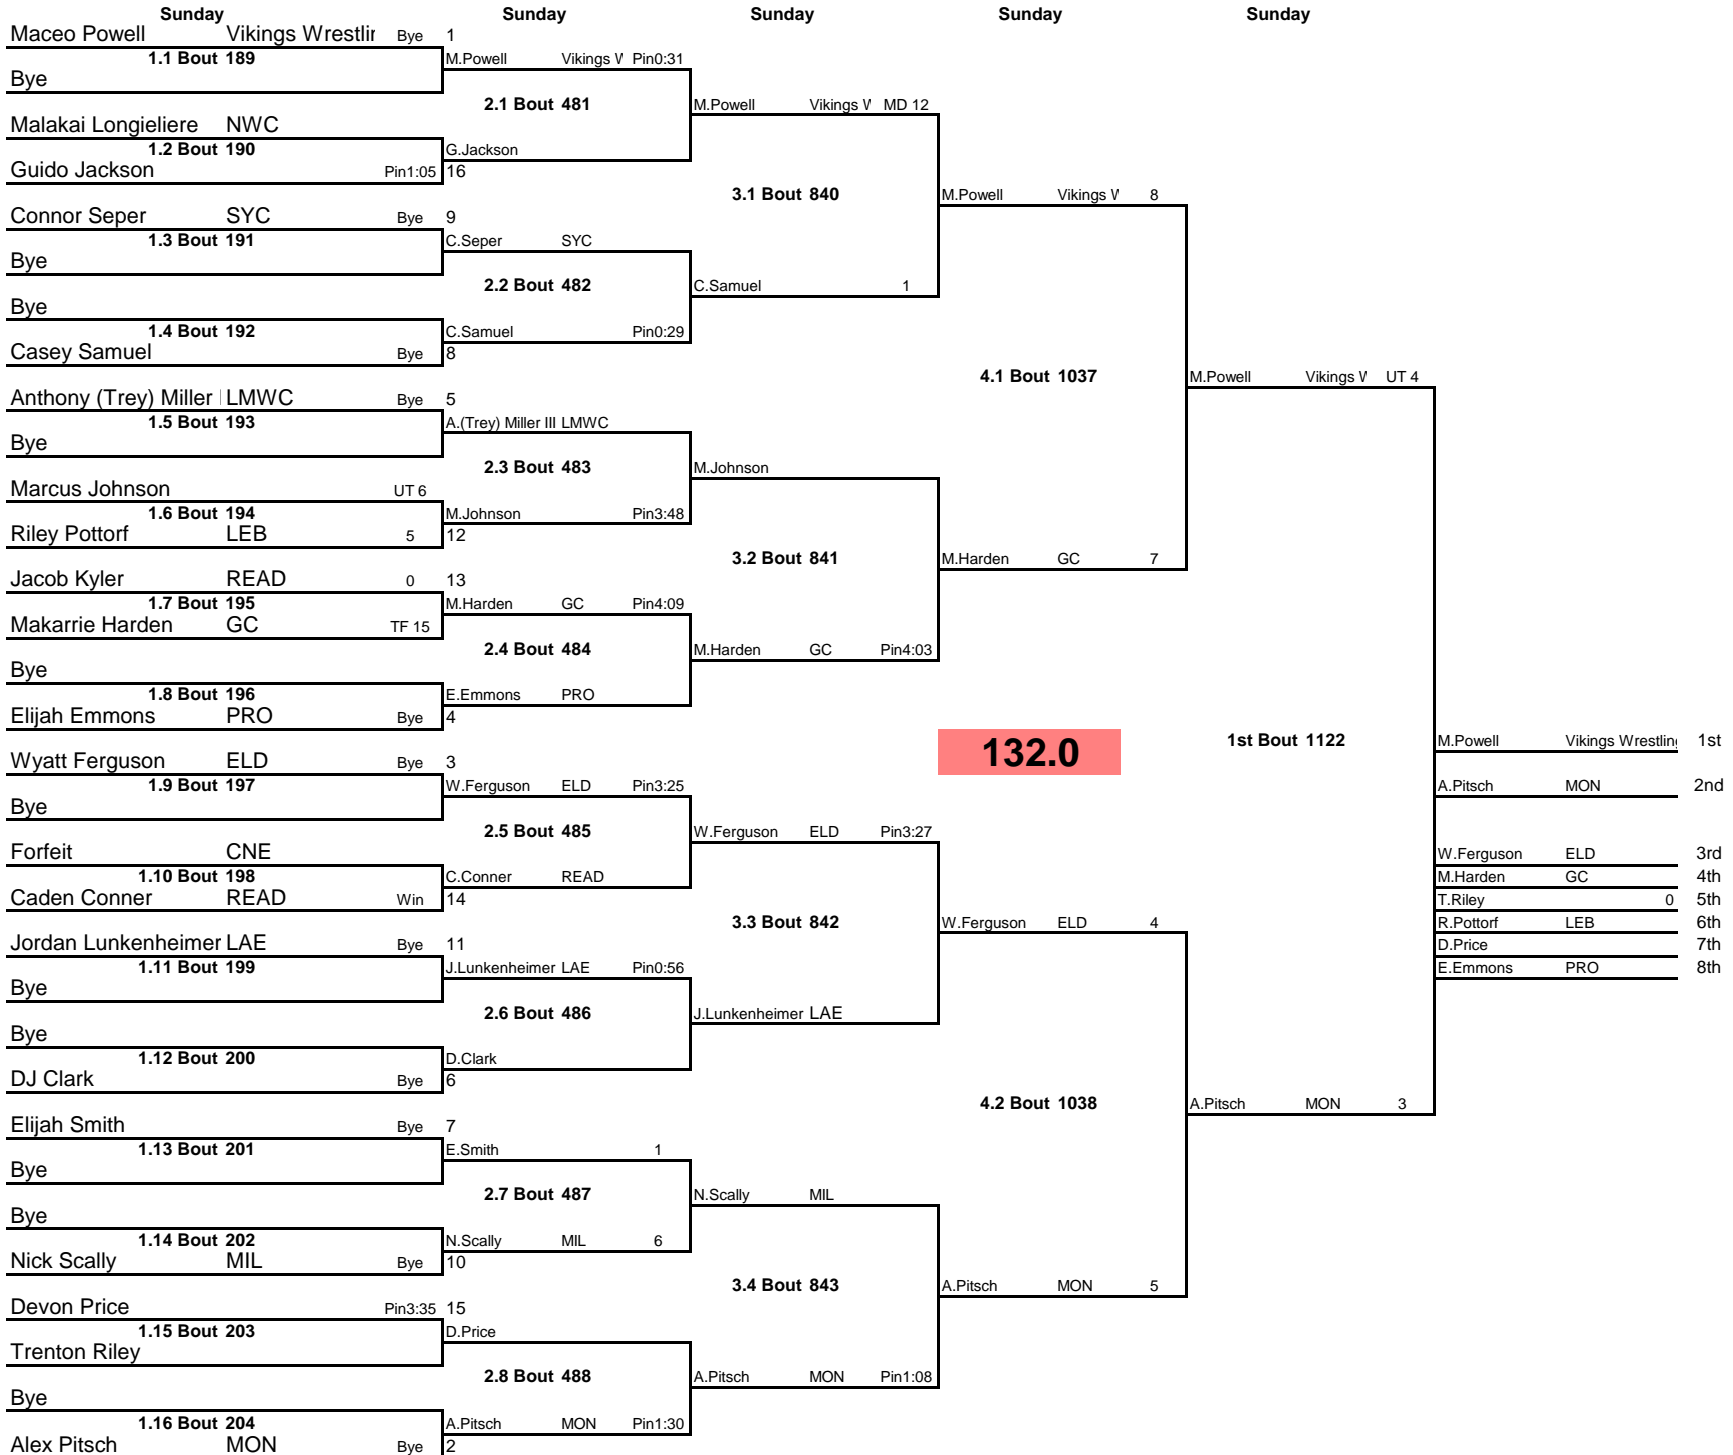 Sunday Sunday Sunday Sunday Sunday
Maceo Powell Vikings Wrestlin Bye 1
1.1 Bout 189 M.Powell Vikings W Pin0:31
Bye
2.1 Bout 481 M.Powell Vikings W MD 12
Malakai Longieliere NWC
1.2 Bout 190 G.Jackson
Guido Jackson Pin1:05 16
3.1 Bout 840 M.Powell Vikings W 8
Connor Seper SYC Bye 9
1.3 Bout 191 C.Seper SYC
Bye
2.2 Bout 482 C.Samuel 1
Bye
1.4 Bout 192 C.Samuel Pin0:29
Casey Samuel Bye 8
4.1 Bout 1037 M.Powell Vikings W UT 4
Anthony (Trey) Miller I LMWC Bye 5
1.5 Bout 193 A.(Trey) Miller III LMWC
Bye
2.3 Bout 483 M.Johnson
Marcus Johnson UT 6
1.6 Bout 194 M.Johnson Pin3:48
Riley Pottorf LEB 5 12
3.2 Bout 841 M.Harden GC 7
Jacob Kyler READ 0 13
1.7 Bout 195 M.Harden GC Pin4:09
Makarrie Harden GC TF 15
2.4 Bout 484 M.Harden GC Pin4:03
Bye
1.8 Bout 196 E.Emmons PRO
Elijah Emmons PRO Bye 4
132.0 1st Bout 1122 M.Powell Vikings Wrestling 1st
Wyatt Ferguson ELD Bye 3
1.9 Bout 197 W.Ferguson ELD Pin3:25 A.Pitsch MON 2nd
Bye
2.5 Bout 485 W.Ferguson ELD Pin3:27
Forfeit CNE W.Ferguson ELD 3rd
1.10 Bout 198 C.Conner READ M.Harden GC 4th
Caden Conner READ Win 14 T.Riley 0 5th
3.3 Bout 842 W.Ferguson ELD 4 R.Pottorf LEB 6th
Jordan Lunkenheimer LAE Bye 11 D.Price 7th
1.11 Bout 199 J.Lunkenheimer LAE Pin0:56 E.Emmons PRO 8th
Bye
2.6 Bout 486 J.Lunkenheimer LAE
Bye
1.12 Bout 200 D.Clark
DJ Clark Bye 6
4.2 Bout 1038 A.Pitsch MON 3
Elijah Smith Bye 7
1.13 Bout 201 E.Smith 1
Bye
2.7 Bout 487 N.Scally MIL
Bye
1.14 Bout 202 N.Scally MIL 6
Nick Scally MIL Bye 10
3.4 Bout 843 A.Pitsch MON 5
Devon Price Pin3:35 15
1.15 Bout 203 D.Price
Trenton Riley
2.8 Bout 488 A.Pitsch MON Pin1:08
Bye
1.16 Bout 204 A.Pitsch MON Pin1:30
Alex Pitsch MON Bye 2